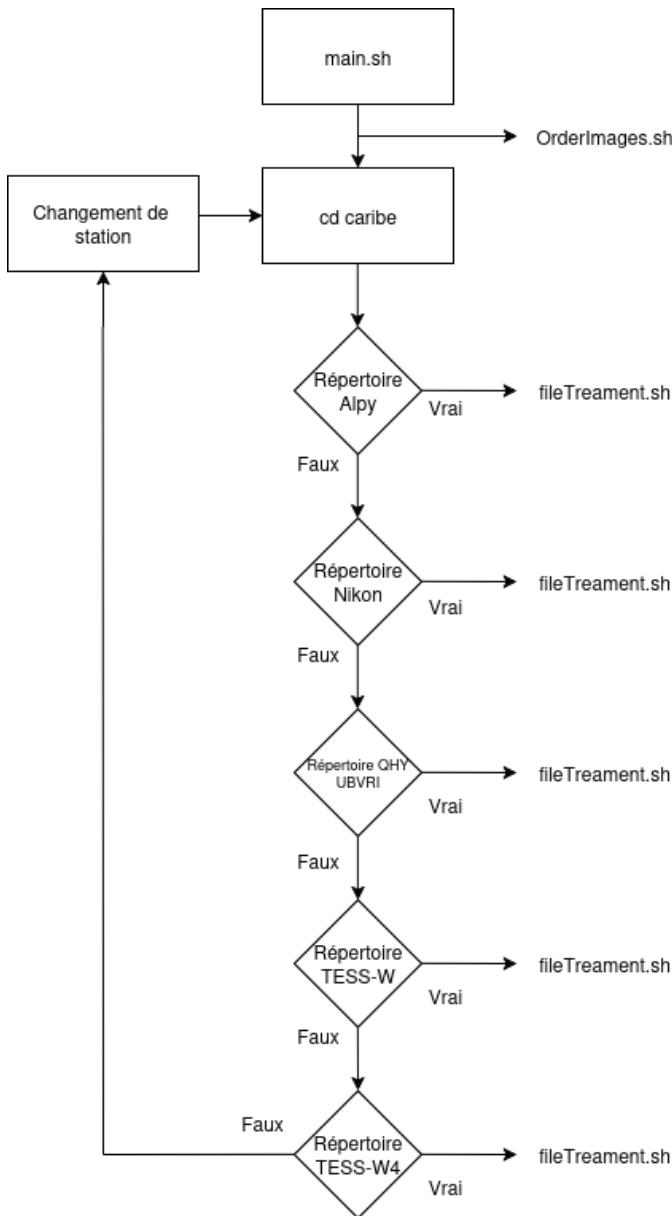 main.sh
OrderImages.sh
Changement de
station
cd caribe
Répertoire
Alpy
Vrai
fileTreament.sh
Faux
Répertoire
Nikon
Vrai
fileTreament.sh
Faux
Répertoire QHY
UBVRI
Vrai
fileTreament.sh
Faux
Répertoire
TESS-W
Vrai
fileTreament.sh
Faux
Faux
Répertoire
TESS-W4
Vrai
fileTreament.sh